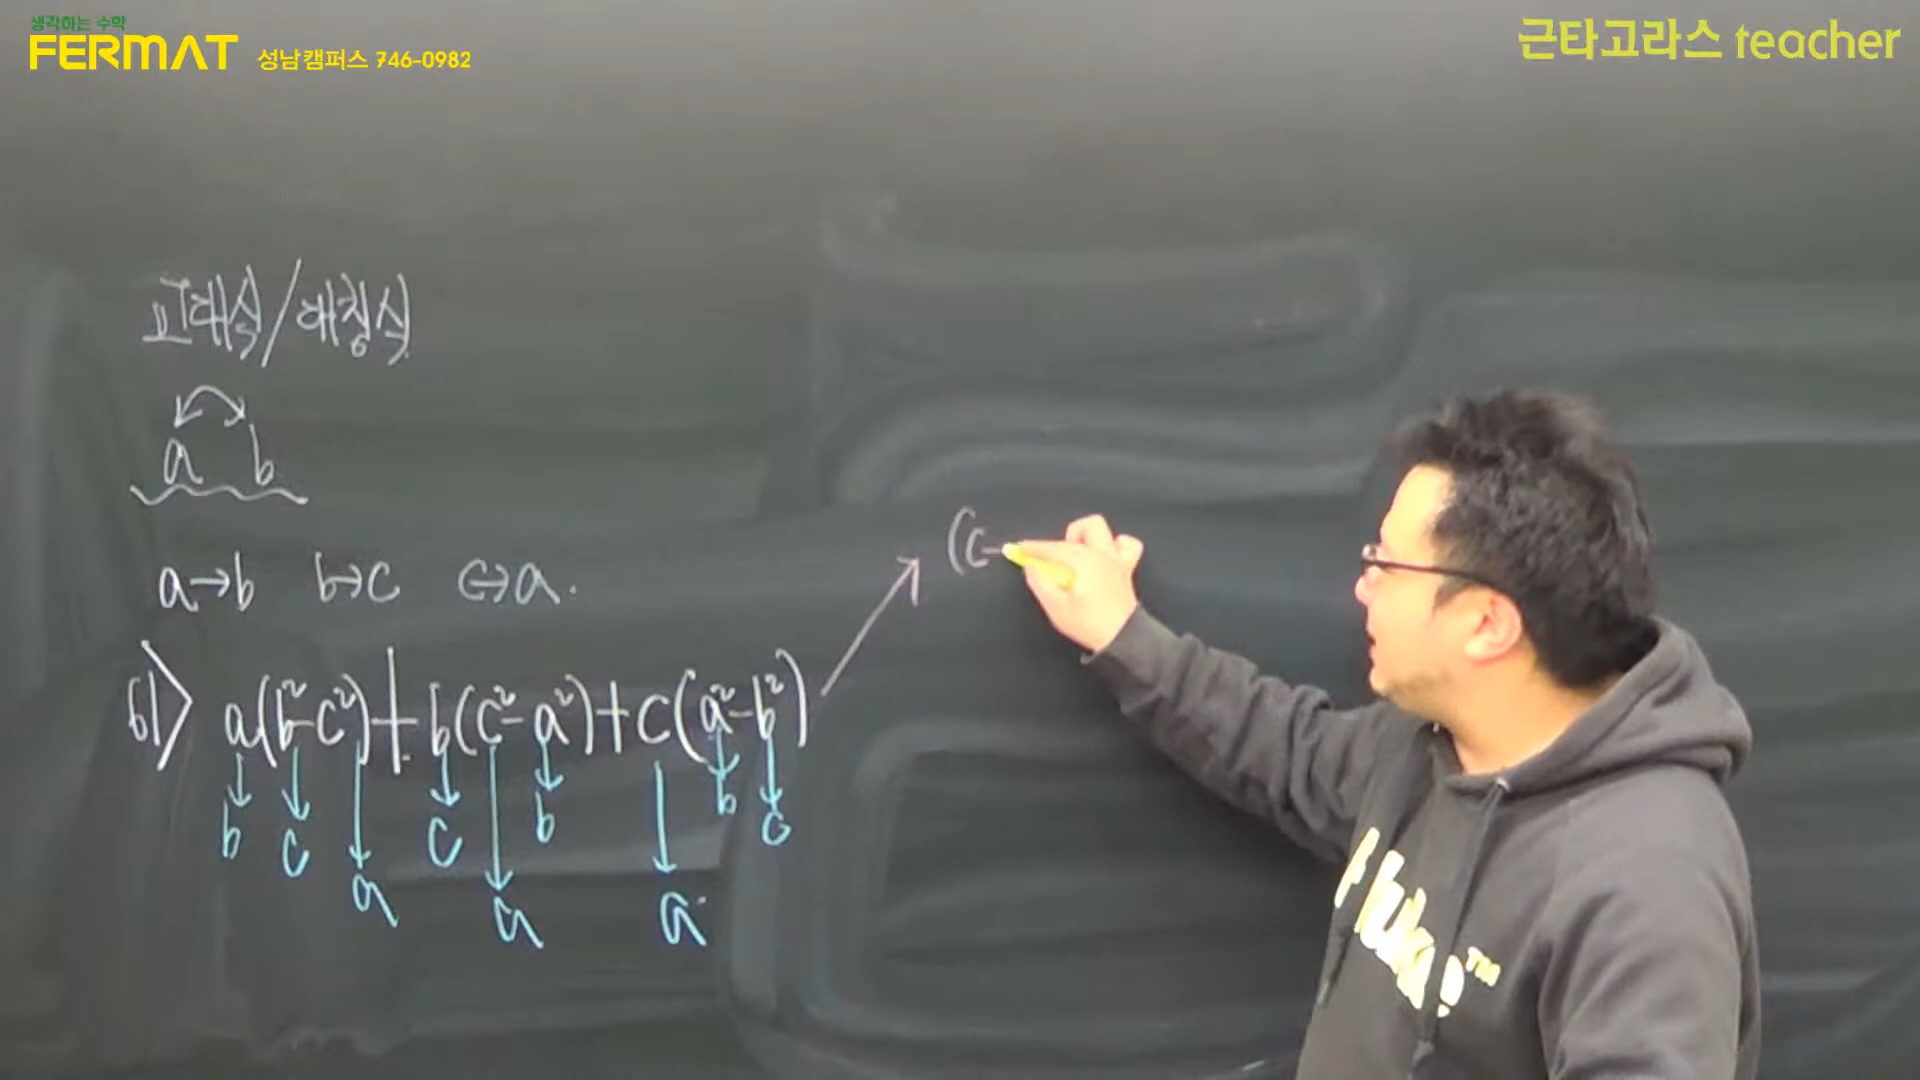 생각하는 수학
FERMAT 성남캠퍼스 746-0982
근타고라스 teacher
교대식/대칭식
a b
a→b b→c c→a.
61> a(b²-c²)+b(c²-a²)+c(a²-b²)
b c a c a b a b c
(c-